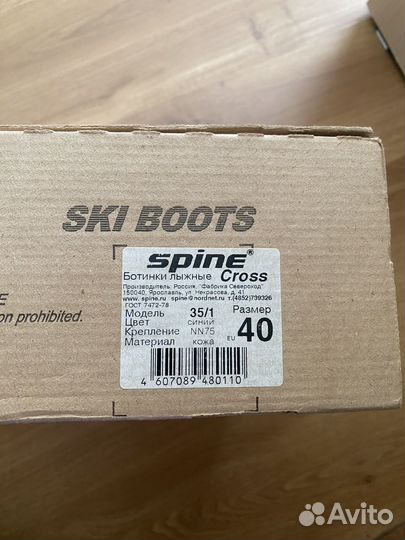 SKI BOOTS
spine®
Ботинки лыжные Cross
Производитель: Россия, "Фабрика Североход"
150040, Ярославль, ул. Некрасова, д. 41
www.spine.ru spine@nordnet.ru т.(4852)739326
ГОСТ 7472-78
Модель 35/1 Размер
Цвет синий
Крепление NN75 EU 40
Материал кожа
4 607089 480110
E
on prohibited.
Avito